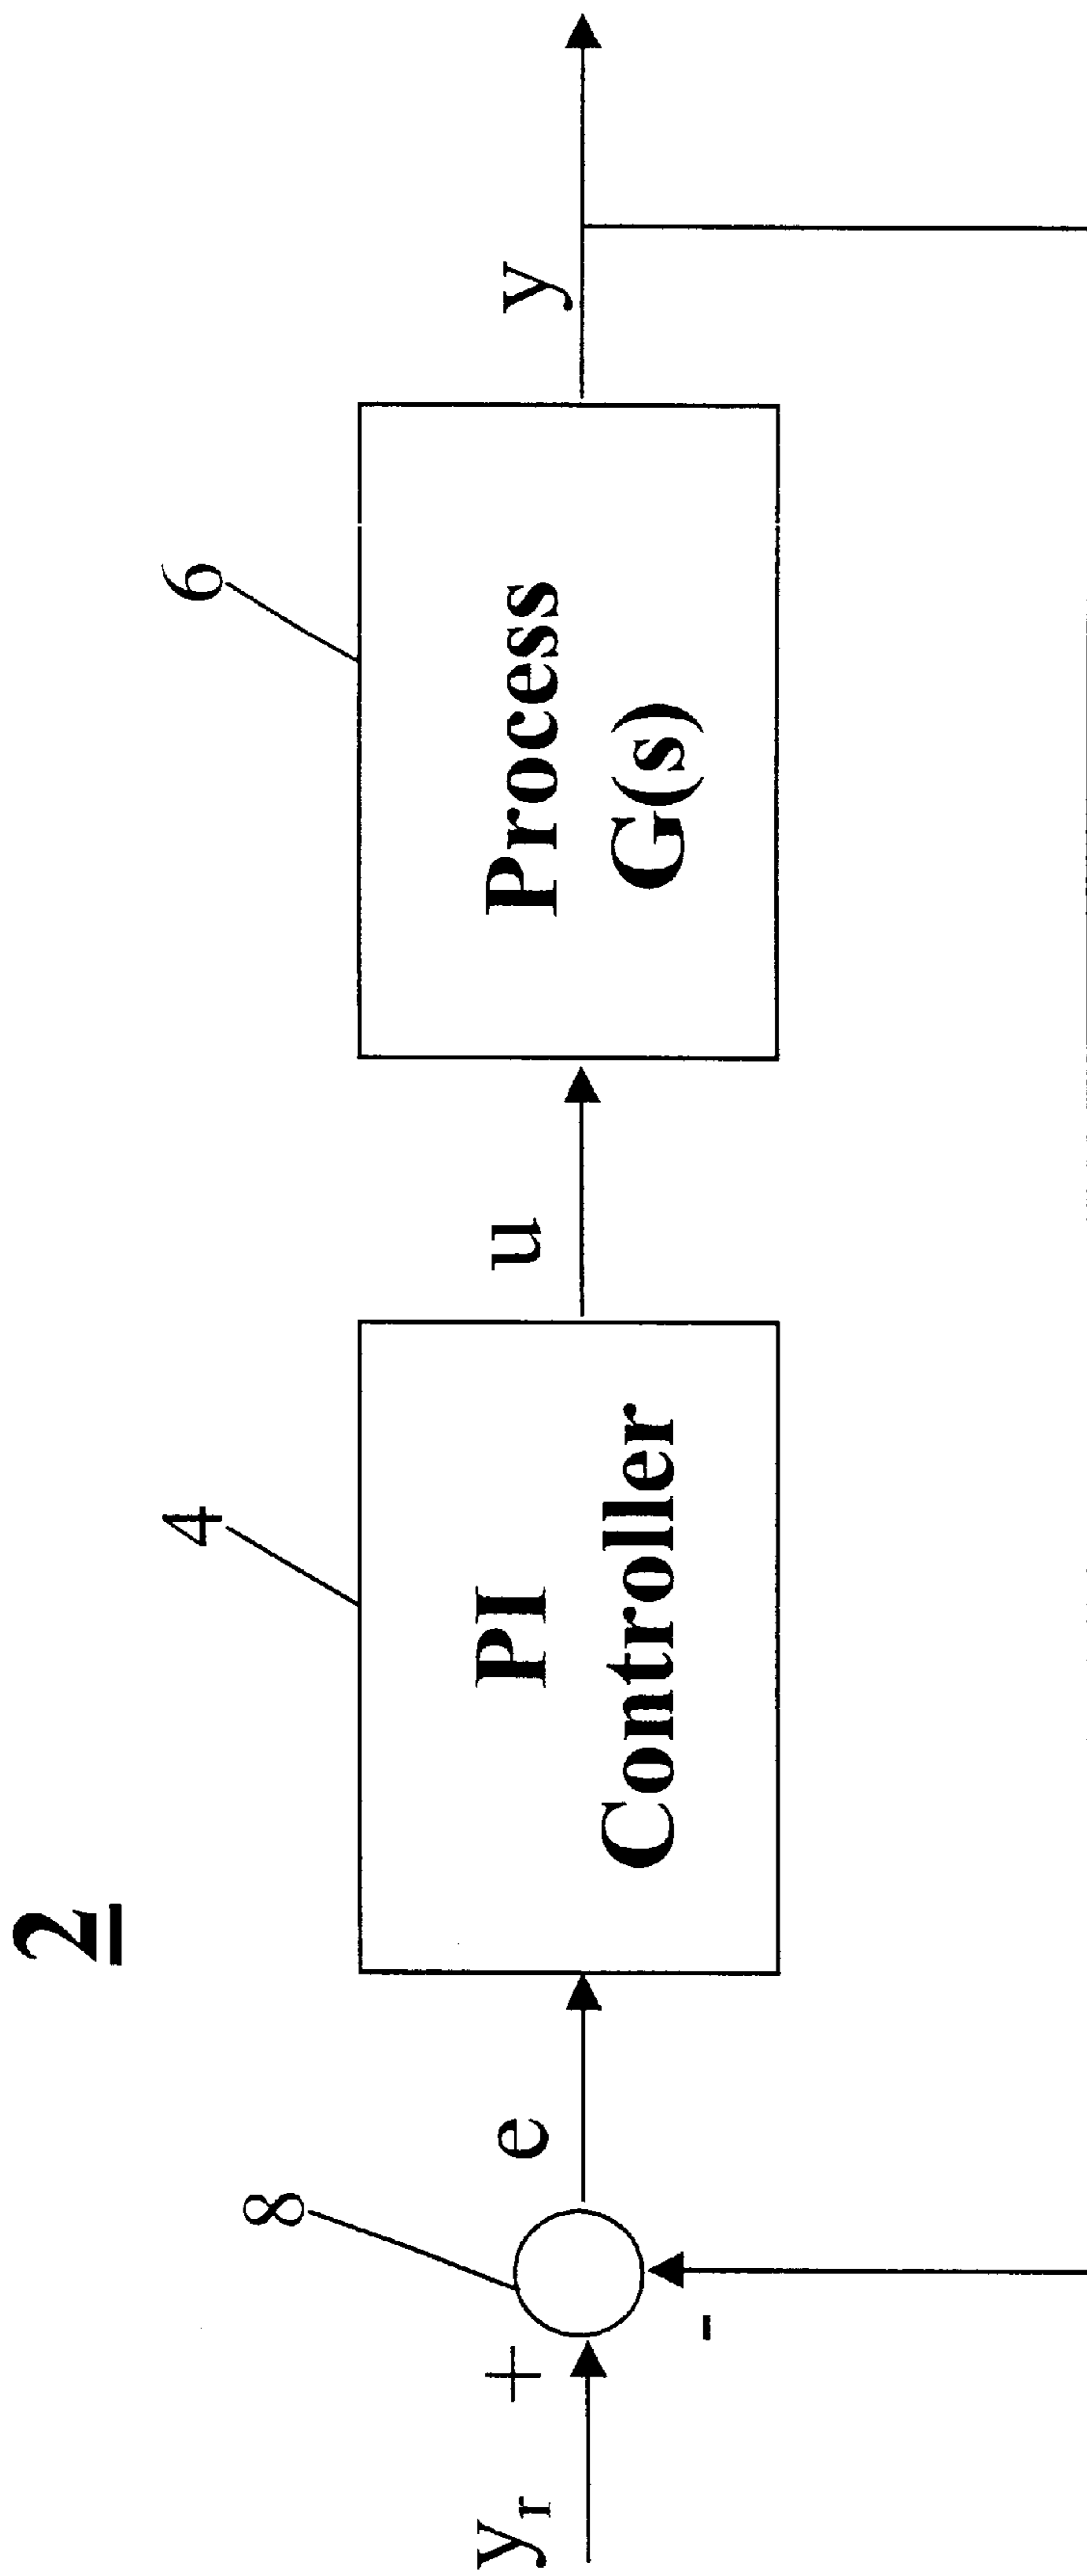 2
8
4
6
y_r
+
-
e
PI
Controller
u
Process
G(s)
y